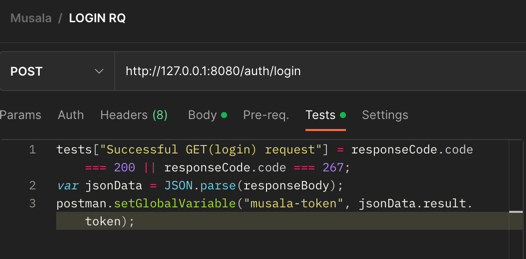 Musala / LOGIN RQ
POST http://127.0.0.1:8080/auth/login
Params Auth Headers (8) Body Pre-req. Tests Settings
1 tests["Successful GET(login) request"] = responseCode.code
=== 200 || responseCode.code === 267;
2 var jsonData = JSON.parse(responseBody);
3 postman.setGlobalVariable("musala-token", jsonData.result.
token);